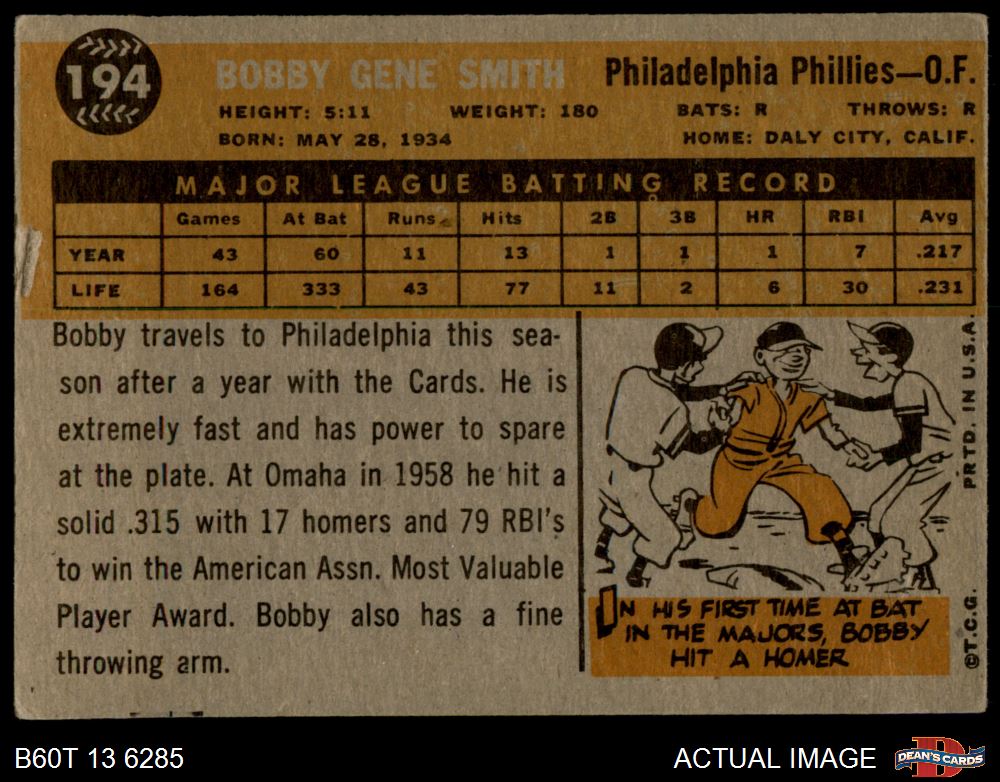 194
BOBBY GENE SMITH
Philadelphia Phillies—O.F.
HEIGHT: 5:11 WEIGHT: 180 BATS: R THROWS: R
BORN: MAY 28, 1934 HOME: DALY CITY, CALIF.
MAJOR LEAGUE BATTING RECORD
Games At Bat Runs Hits 2B 3B HR RBI Avg
YEAR 43 60 11 13 1 1 1 7 .217
LIFE 164 333 43 77 11 2 6 30 .231
Bobby travels to Philadelphia this sea-
son after a year with the Cards. He is
extremely fast and has power to spare
at the plate. At Omaha in 1958 he hit a
solid .315 with 17 homers and 79 RBI's
to win the American Assn. Most Valuable
Player Award. Bobby also has a fine
throwing arm.
IN HIS FIRST TIME AT BAT
IN THE MAJORS, BOBBY
HIT A HOMER
©T.C.G. PRTD. IN U.S.A.
B60T 13 6285
ACTUAL IMAGE
D
DEAN'S CARDS